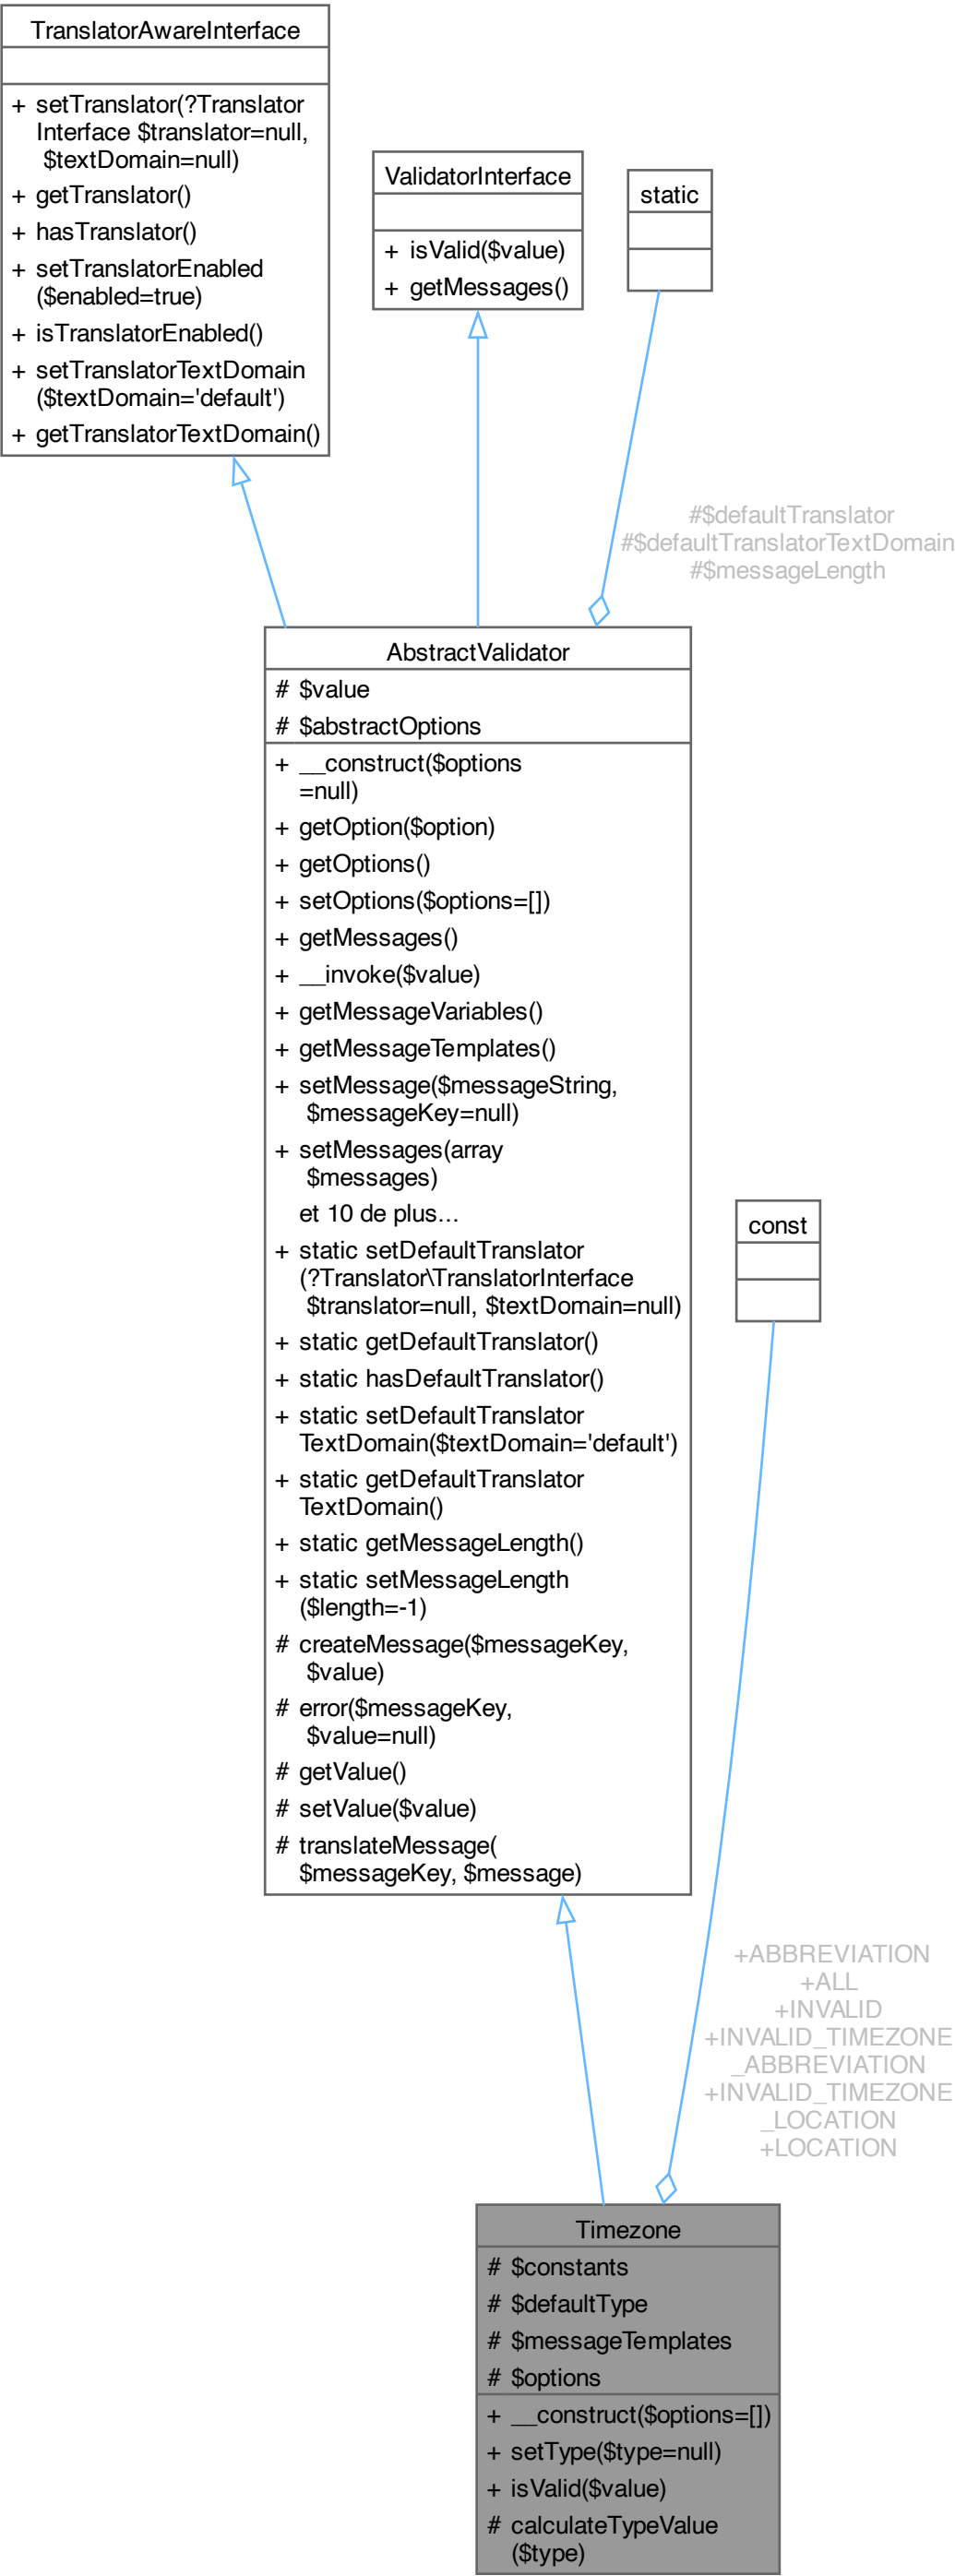 TranslatorAwareInterface
+ setTranslator(?Translator
Interface $translator=null,
$textDomain=null)
+ getTranslator()
+ hasTranslator()
+ setTranslatorEnabled
($enabled=true)
+ isTranslatorEnabled()
+ setTranslatorTextDomain
($textDomain='default')
+ getTranslatorTextDomain()
ValidatorInterface
+ isValid($value)
+ getMessages()
static
#$defaultTranslator
#$defaultTranslatorTextDomain
#$messageLength
AbstractValidator
# $value
# $abstractOptions
+ __construct($options
=null)
+ getOption($option)
+ getOptions()
+ setOptions($options=[])
+ getMessages()
+ __invoke($value)
+ getMessageVariables()
+ getMessageTemplates()
+ setMessage($messageString,
$messageKey=null)
+ setMessages(array
$messages)
et 10 de plus...
+ static setDefaultTranslator
(?Translator\TranslatorInterface
$translator=null, $textDomain=null)
+ static getDefaultTranslator()
+ static hasDefaultTranslator()
+ static setDefaultTranslator
TextDomain($textDomain='default')
+ static getDefaultTranslator
TextDomain()
+ static getMessageLength()
+ static setMessageLength
($length=-1)
# createMessage($messageKey,
$value)
# error($messageKey,
$value=null)
# getValue()
# setValue($value)
# translateMessage(
$messageKey, $message)
const
+ABBREVIATION
+ALL
+INVALID
+INVALID_TIMEZONE
_ABBREVIATION
+INVALID_TIMEZONE
_LOCATION
+LOCATION
Timezone
# $constants
# $defaultType
# $messageTemplates
# $options
+ __construct($options=[])
+ setType($type=null)
+ isValid($value)
# calculateTypeValue
($type)